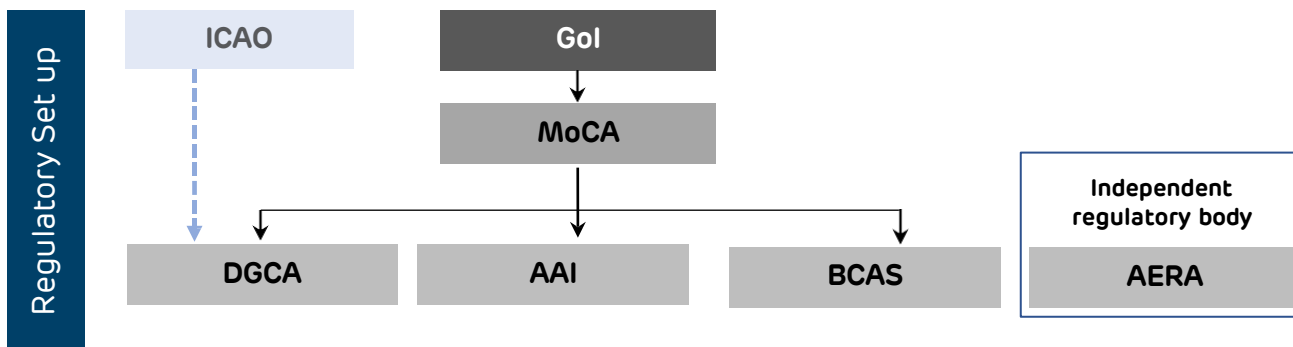 Regulatory Set up
ICAO
GoI
MoCA
Independent
regulatory body
DGCA
AAI
BCAS
AERA